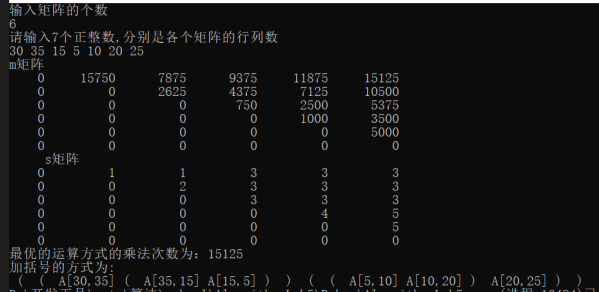 输入矩阵的个数
6
请输入7个正整数,分别是各个矩阵的行列数
30 35 15 5 10 20 25
m矩阵
0 15750 7875 9375 11875 15125
0 0 2625 4375 7125 10500
0 0 0 750 2500 5375
0 0 0 0 1000 3500
0 0 0 0 0 5000
0 0 0 0 0 0
s矩阵
0 1 1 3 3 3
0 0 2 3 3 3
0 0 0 3 3 3
0 0 0 0 4 5
0 0 0 0 0 5
0 0 0 0 0 0
最优的运算方式的乘法次数为：15125
加括号的方式为:
( ( A[30,35] ( A[35,15] A[15,5] ) ) ( ( A[5,10] A[10,20] ) A[20,25] ) )